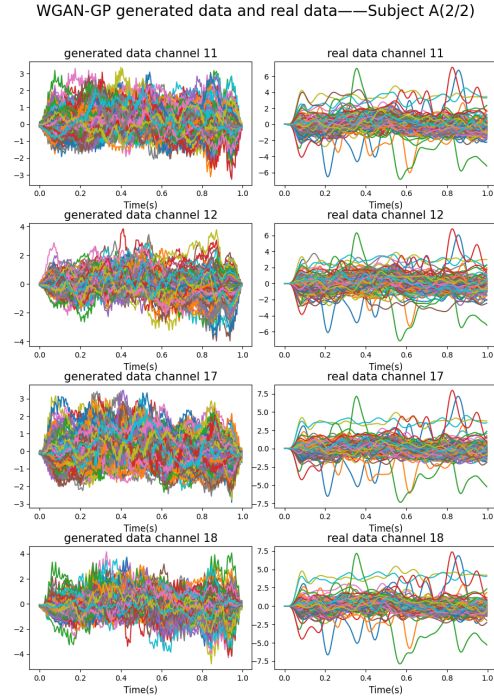 WGAN-GP generated data and real data——Subject A(2/2)
generated data channel 11
real data channel 11
3
2
1
0
−1
−2
−3
6
4
2
0
−2
−4
−6
0.0 0.2 0.4 0.6 0.8 1.0
0.0 0.2 0.4 0.6 0.8 1.0
Time(s)
Time(s)
generated data channel 12
real data channel 12
4
2
0
−2
−4
6
4
2
0
−2
−4
−6
0.0 0.2 0.4 0.6 0.8 1.0
0.0 0.2 0.4 0.6 0.8 1.0
Time(s)
Time(s)
generated data channel 17
real data channel 17
3
2
1
0
−1
−2
−3
7.5
5.0
2.5
0.0
−2.5
−5.0
−7.5
0.0 0.2 0.4 0.6 0.8 1.0
0.0 0.2 0.4 0.6 0.8 1.0
Time(s)
Time(s)
generated data channel 18
real data channel 18
4
2
0
−2
−4
7.5
5.0
2.5
0.0
−2.5
−5.0
−7.5
0.0 0.2 0.4 0.6 0.8 1.0
0.0 0.2 0.4 0.6 0.8 1.0
Time(s)
Time(s)